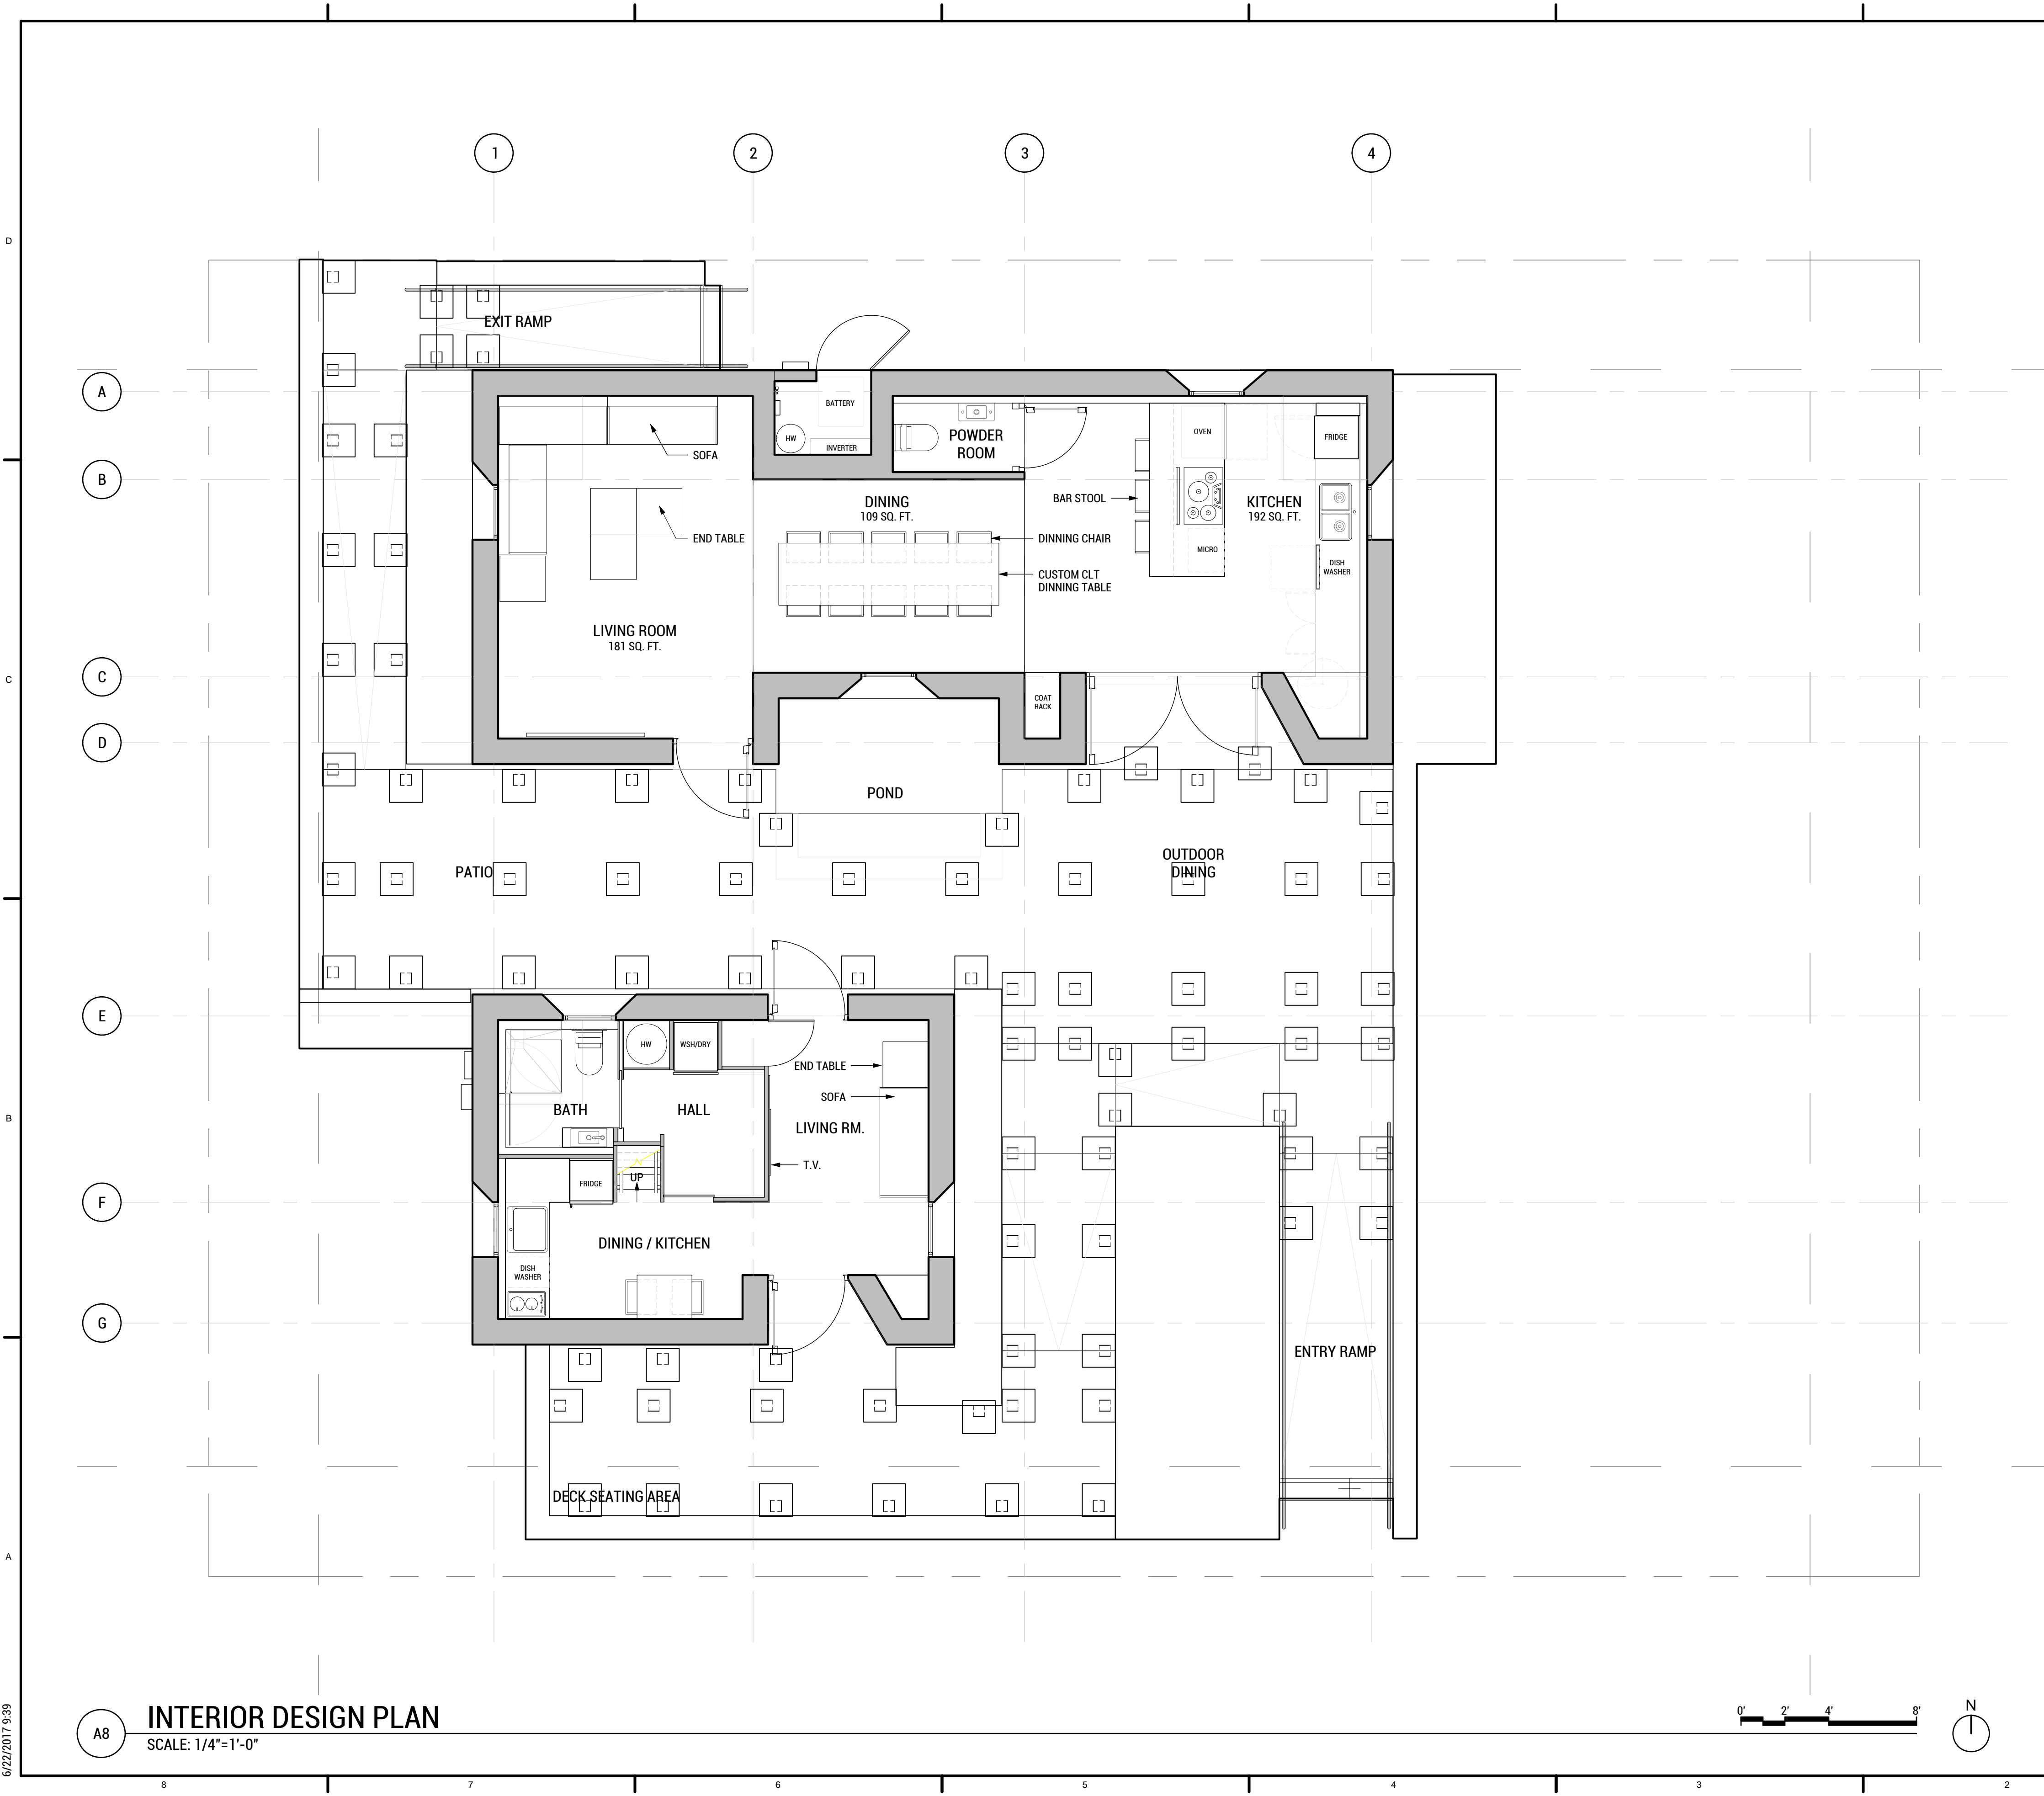 1 2 3 4
D
EXIT RAMP
A
BATTERY
HW
INVERTER
POWDER
ROOM
OVEN
FRIDGE
SOFA
B
BAR STOOL
KITCHEN
192 SQ. FT.
DINING
109 SQ. FT.
END TABLE
DINNING CHAIR
MICRO
DISH
WASHER
CUSTOM CLT
DINNING TABLE
LIVING ROOM
181 SQ. FT.
C
C
COAT
RACK
D
POND
PATIO
OUTDOOR
DINING
E
HW
WSH/DRY
END TABLE
SOFA
B
BATH
HALL
LIVING RM.
T.V.
FRIDGE
UP
F
DINING / KITCHEN
DISH
WASHER
G
ENTRY RAMP
DECK SEATING AREA
A
A8
INTERIOR DESIGN PLAN
SCALE: 1/4"=1'-0"
0' 2' 4' 8'
N
6/22/2017 9:39
8 7 6 5 4 3 2